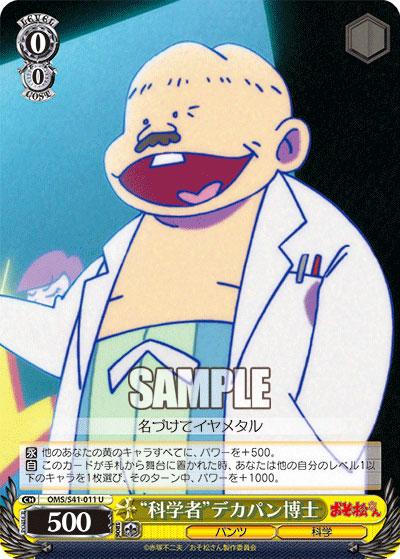 LEVEL
0
0
COST
SAMPLE
名づけてイヤメタル
永 他のあなたの黄のキャラすべてに、パワーを+500。
自 このカードが手札から舞台に置かれた時、あなたは他の自分のレベル1以
下のキャラを1枚選び、そのターン中、パワーを+1000。
CH OMS/S41-011 U
500
“科学者”デカパン博士
おそ松さん
パンツ
科学
©赤塚不二夫/おそ松さん製作委員会